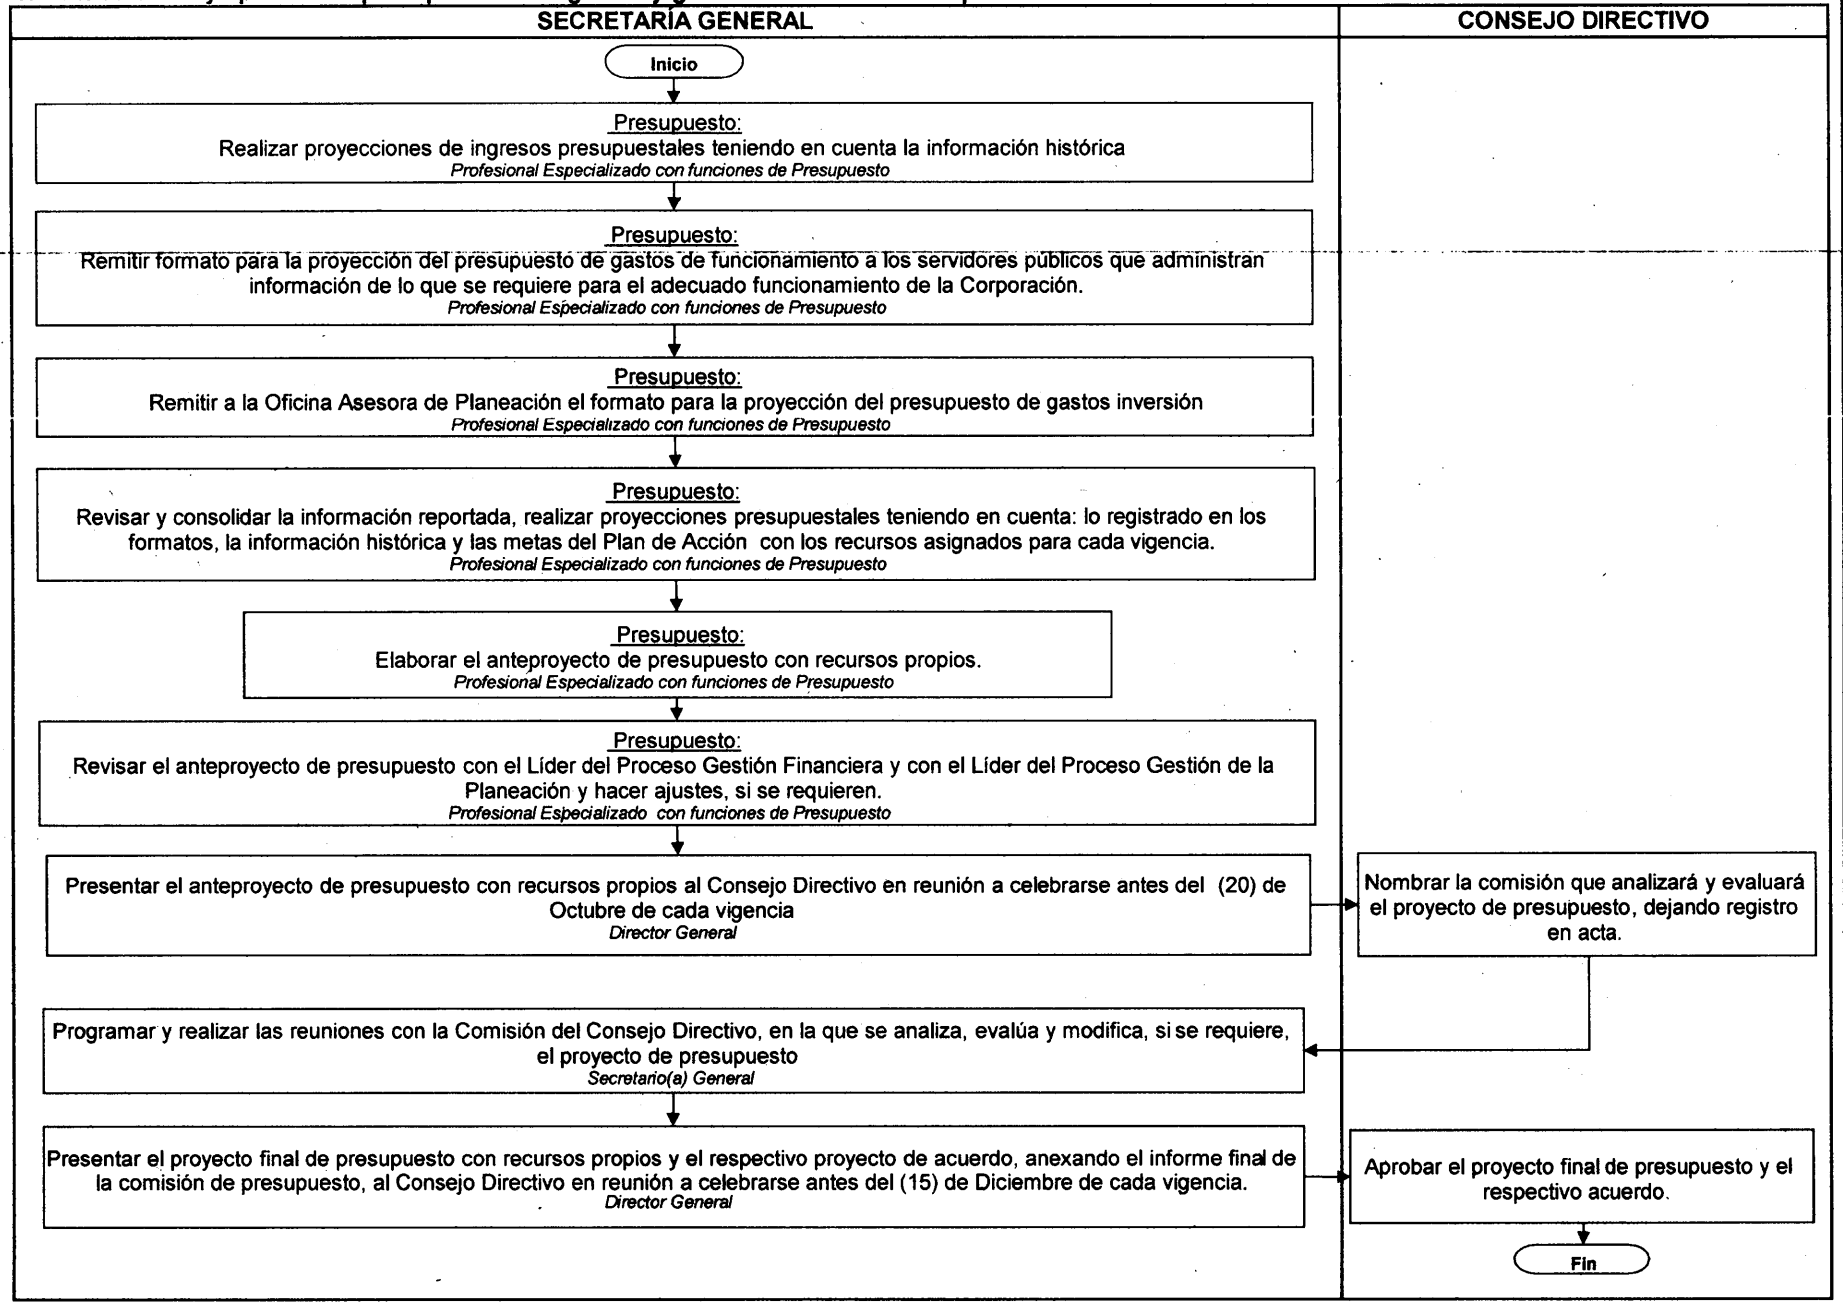 SECRETARÍA GENERAL
CONSEJO DIRECTIVO
Inicio
Presupuesto:
Realizar proyecciones de ingresos presupuestales teniendo en cuenta la información histórica
Profesional Especializado con funciones de Presupuesto
Presupuesto:
Remitir formato para la proyección del presupuesto de gastos de funcionamiento a los servidores públicos que administran
información de lo que se requiere para el adecuado funcionamiento de la Corporación.
Profesional Especializado con funciones de Presupuesto
Presupuesto:
Remitir a la Oficina Asesora de Planeación el formato para la proyección del presupuesto de gastos inversión
Profesional Especializado con funciones de Presupuesto
Presupuesto:
Revisar y consolidar la información reportada, realizar proyecciones presupuestales teniendo en cuenta: lo registrado en los
formatos, la información histórica y las metas del Plan de Acción con los recursos asignados para cada vigencia.
Profesional Especializado con funciones de Presupuesto
Presupuesto:
Elaborar el anteproyecto de presupuesto con recursos propios.
Profesional Especializado con funciones de Presupuesto
Presupuesto:
Revisar el anteproyecto de presupuesto con el Líder del Proceso Gestión Financiera y con el Líder del Proceso Gestión de la
Planeación y hacer ajustes, si se requieren.
Profesional Especializado con funciones de Presupuesto
Presentar el anteproyecto de presupuesto con recursos propios al Consejo Directivo en reunión a celebrarse antes del (20) de
Octubre de cada vigencia
Director General
Nombrar la comisión que analizará y evaluará
el proyecto de presupuesto, dejando registro
en acta.
Programar y realizar las reuniones con la Comisión del Consejo Directivo, en la que se analiza, evalúa y modifica, si se requiere,
el proyecto de presupuesto
Secretario(a) General
Presentar el proyecto final de presupuesto con recursos propios y el respectivo proyecto de acuerdo, anexando el informe final de
la comisión de presupuesto, al Consejo Directivo en reunión a celebrarse antes del (15) de Diciembre de cada vigencia.
Director General
Aprobar el proyecto final de presupuesto y el
respectivo acuerdo.
Fin